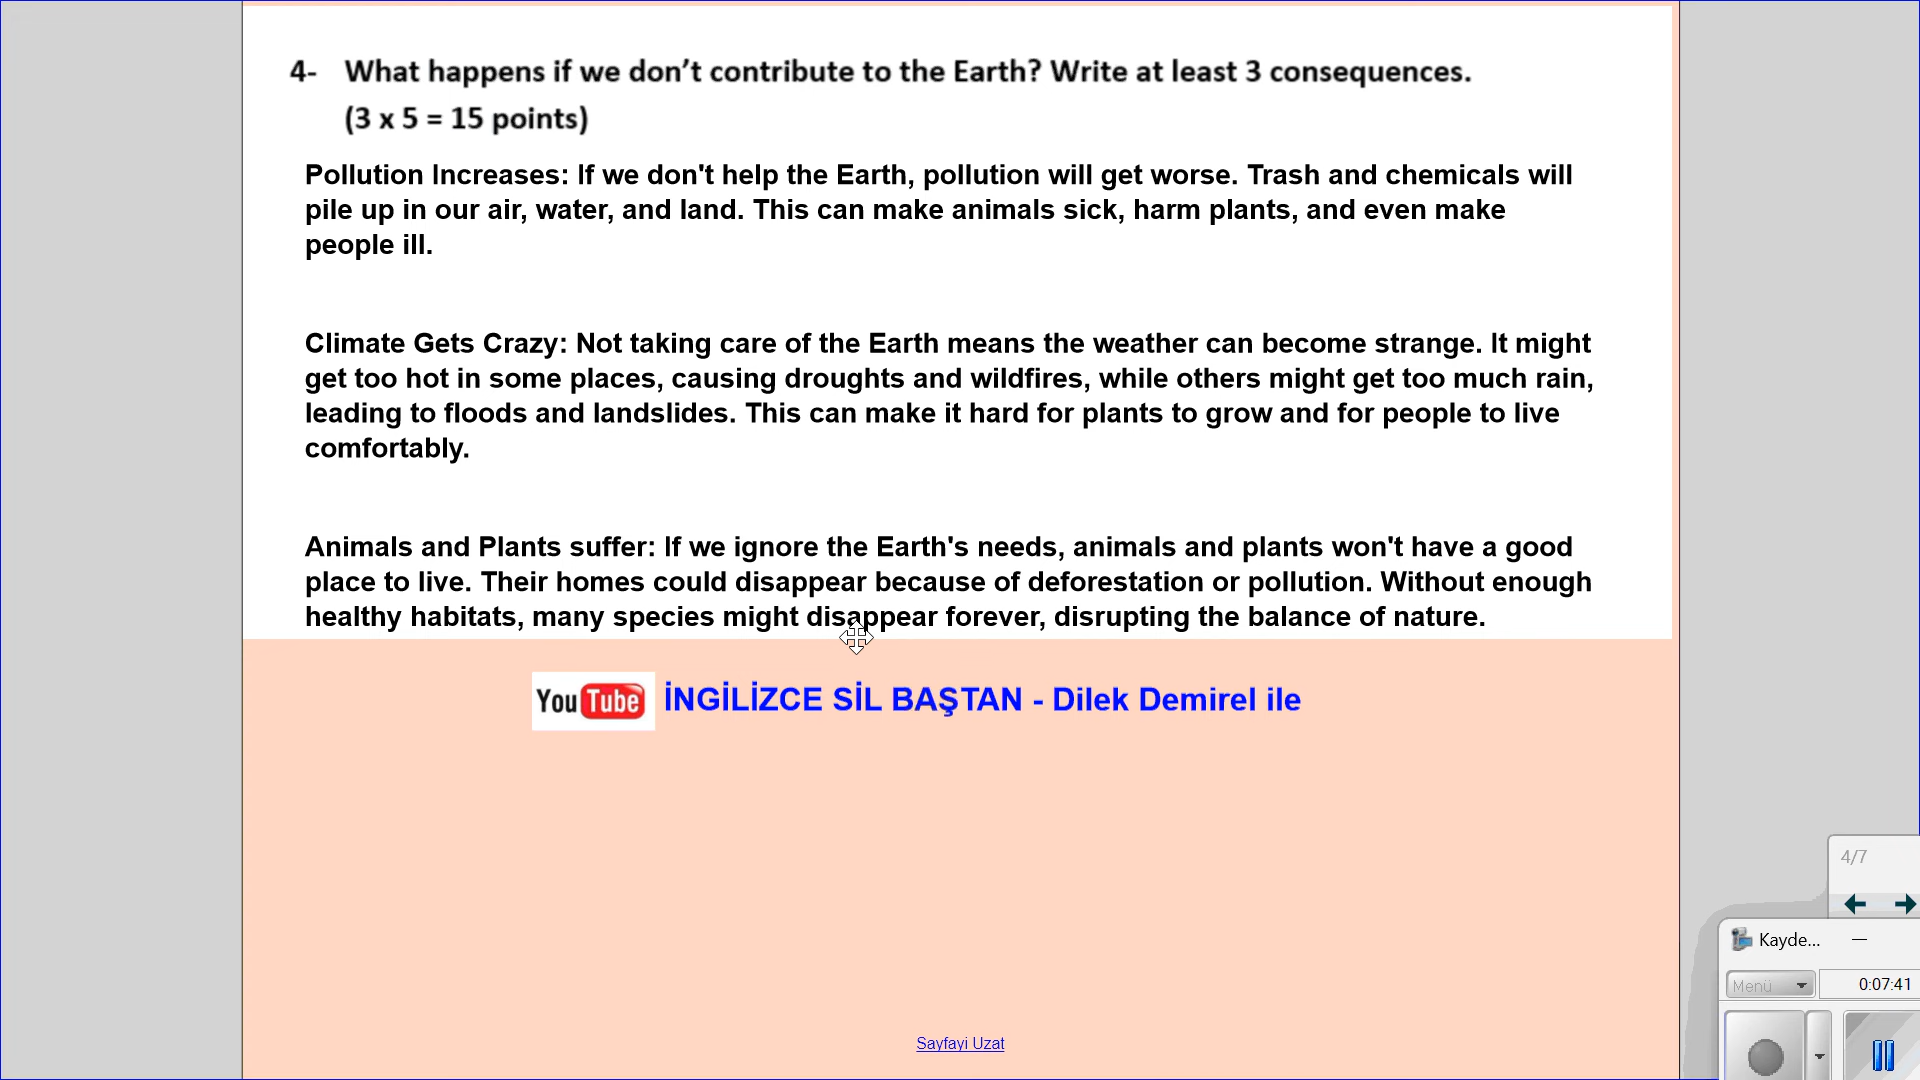 4- What happens if we don’t contribute to the Earth? Write at least 3 consequences.
(3 x 5 = 15 points)
Pollution Increases: If we don't help the Earth, pollution will get worse. Trash and chemicals will
pile up in our air, water, and land. This can make animals sick, harm plants, and even make
people ill.
Climate Gets Crazy: Not taking care of the Earth means the weather can become strange. It might
get too hot in some places, causing droughts and wildfires, while others might get too much rain,
leading to floods and landslides. This can make it hard for plants to grow and for people to live
comfortably.
Animals and Plants suffer: If we ignore the Earth's needs, animals and plants won't have a good
place to live. Their homes could disappear because of deforestation or pollution. Without enough
healthy habitats, many species might disappear forever, disrupting the balance of nature.
YouTube İNGİLİZCE SİL BAŞTAN - Dilek Demirel ile
4/7
Kayde...
Menü 0:07:41
Sayfayi Uzat